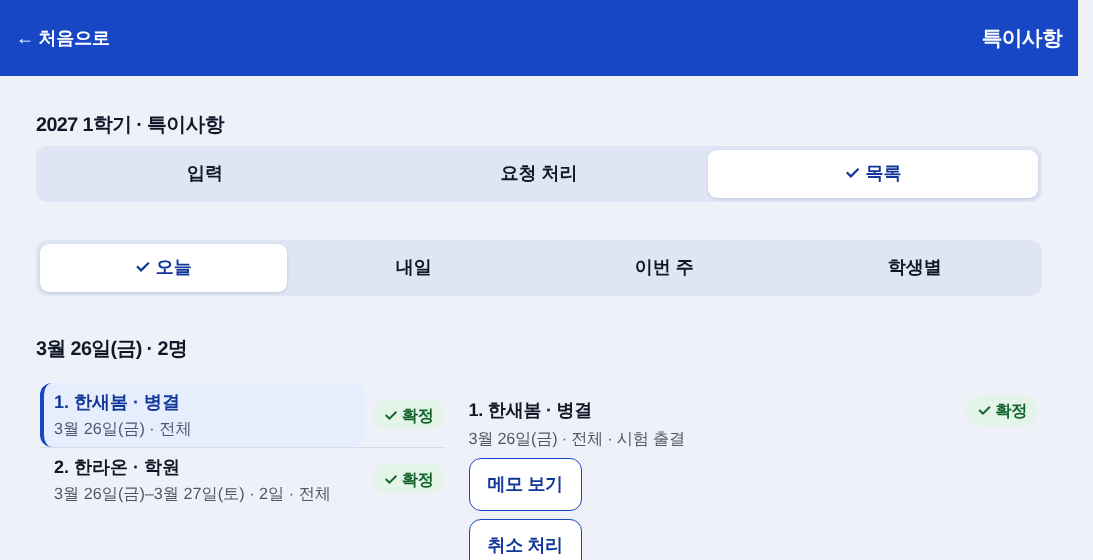 ← 처음으로
특이사항
2027 1학기 · 특이사항
입력
요청 처리
✓ 목록
✓ 오늘
내일
이번 주
학생별
3월 26일(금) · 2명
1. 한새봄 · 병결
3월 26일(금) · 전체
✓ 확정
2. 한라온 · 학원
3월 26일(금)–3월 27일(토) · 2일 · 전체
✓ 확정
1. 한새봄 · 병결
✓ 확정
3월 26일(금) · 전체 · 시험 출결
메모 보기
취소 처리